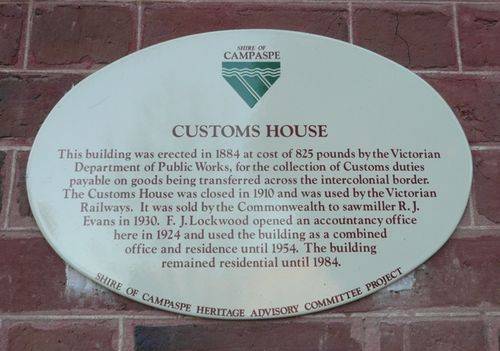 SHIRE OF
CAMPASPE
CUSTOMS HOUSE
This building was erected in 1884 at cost of 825 pounds by the Victorian
Department of Public Works, for the collection of Customs duties
payable on goods being transferred across the intercolonial border.
The Customs House was closed in 1910 and was used by the Victorian
Railways. It was sold by the Commonwealth to sawmiller R. J.
Evans in 1930. F. J. Lockwood opened an accountancy office
here in 1924 and used the building as a combined
office and residence until 1954. The building
remained residential until 1984.
SHIRE OF CAMPASPE HERITAGE ADVISORY COMMITTEE PROJECT